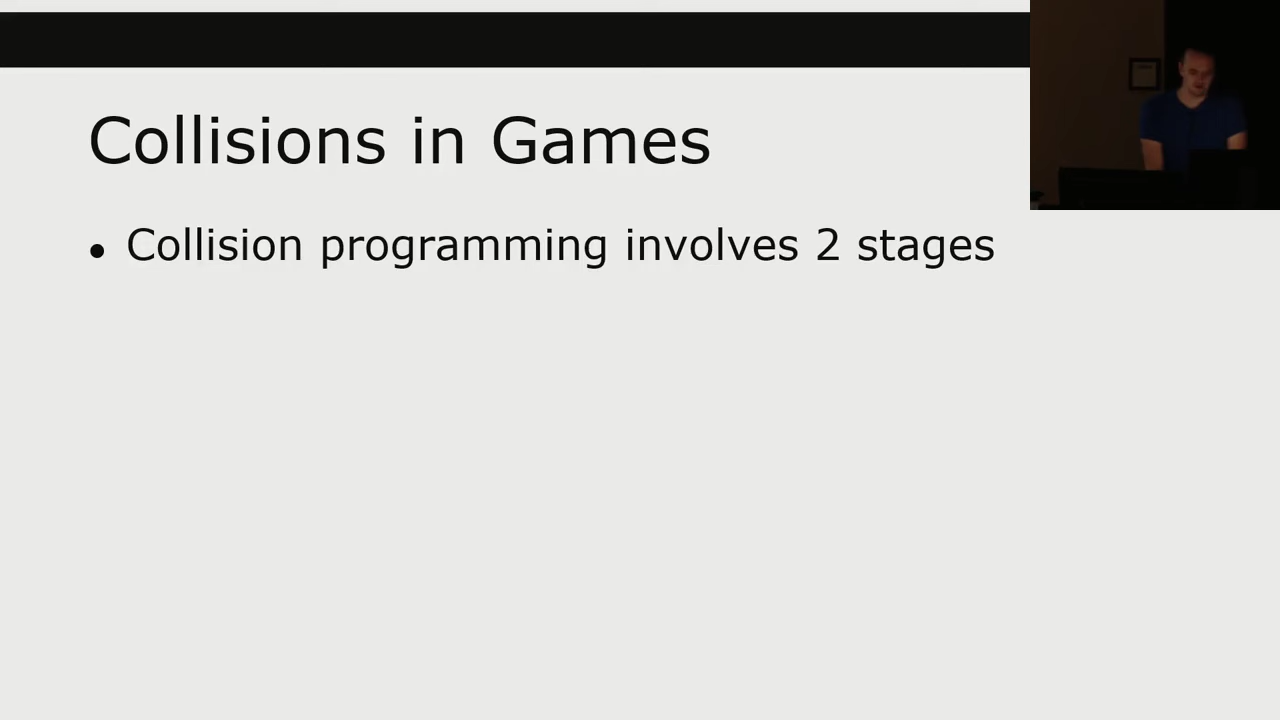 Collisions in Games
• Collision programming involves 2 stages